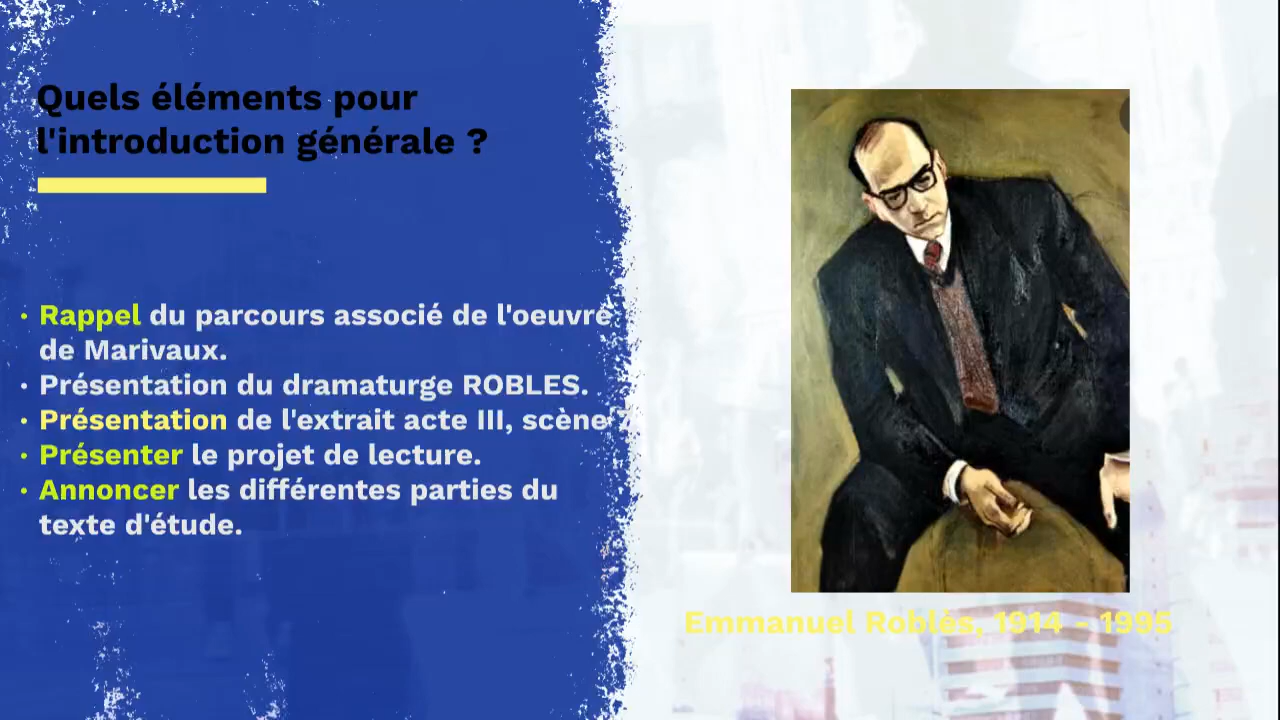 Quels éléments pour
l'introduction générale ?
• Rappel du parcours associé de l'oeuvre
de Marivaux.
• Présentation du dramaturge ROBLES.
• Présentation de l'extrait acte III, scène 7.
• Présenter le projet de lecture.
• Annoncer les différentes parties du
texte d'étude.
Emmanuel Roblès, 1914 - 1995